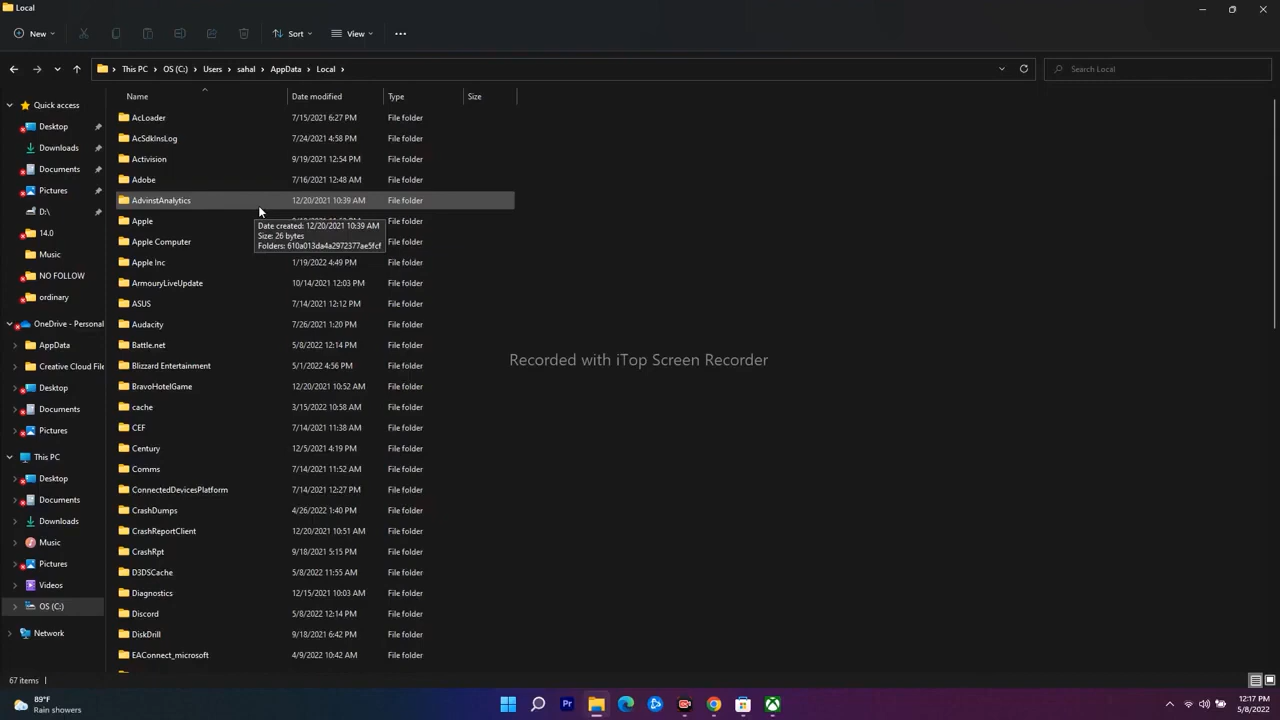 Local
New
Sort
View
This PC > OS (C:) > Users > sahal > AppData > Local >
Search Local
Name Date modified Type Size
Quick access
Desktop
Downloads
Documents
Pictures
D:\
14.0
Music
NO FOLLOW
ordinary
OneDrive - Personal
AppData
Creative Cloud File
Desktop
Documents
Pictures
This PC
Desktop
Documents
Downloads
Music
Pictures
Videos
OS (C:)
Network
AcLoader 7/15/2021 6:27 PM File folder
AcSdkInsLog 7/24/2021 4:58 PM File folder
Activision 9/19/2021 12:54 PM File folder
Adobe 7/16/2021 12:48 AM File folder
AdvinstAnalytics 12/20/2021 10:39 AM File folder
Apple File folder
Date created: 12/20/2021 10:39 AM
Size: 26 bytes
Folders: 610a013da4a2972377ae5fcf
Apple Computer File folder
Apple Inc 1/19/2022 4:49 PM File folder
ArmouryLiveUpdate 10/14/2021 12:03 PM File folder
ASUS 7/14/2021 12:12 PM File folder
Audacity 7/26/2021 1:20 PM File folder
Battle.net 5/8/2022 12:14 PM File folder
Blizzard Entertainment 5/1/2022 4:56 PM File folder
BravoHotelGame 12/20/2021 10:52 AM File folder
cache 3/15/2022 10:58 AM File folder
CEF 7/14/2021 11:38 AM File folder
Century 12/5/2021 4:19 PM File folder
Comms 7/14/2021 11:52 AM File folder
ConnectedDevicesPlatform 7/14/2021 12:27 PM File folder
CrashDumps 4/26/2022 1:40 PM File folder
CrashReportClient 12/20/2021 10:51 AM File folder
CrashRpt 9/18/2021 5:15 PM File folder
D3DSCache 5/8/2022 11:55 AM File folder
Diagnostics 12/15/2021 10:03 AM File folder
Discord 5/8/2022 12:14 PM File folder
DiskDrill 9/18/2021 6:42 PM File folder
EAConnect_microsoft 4/9/2022 10:42 AM File folder
Recorded with iTop Screen Recorder
67 items
89°F
Rain showers
Pr
12:17 PM
5/8/2022